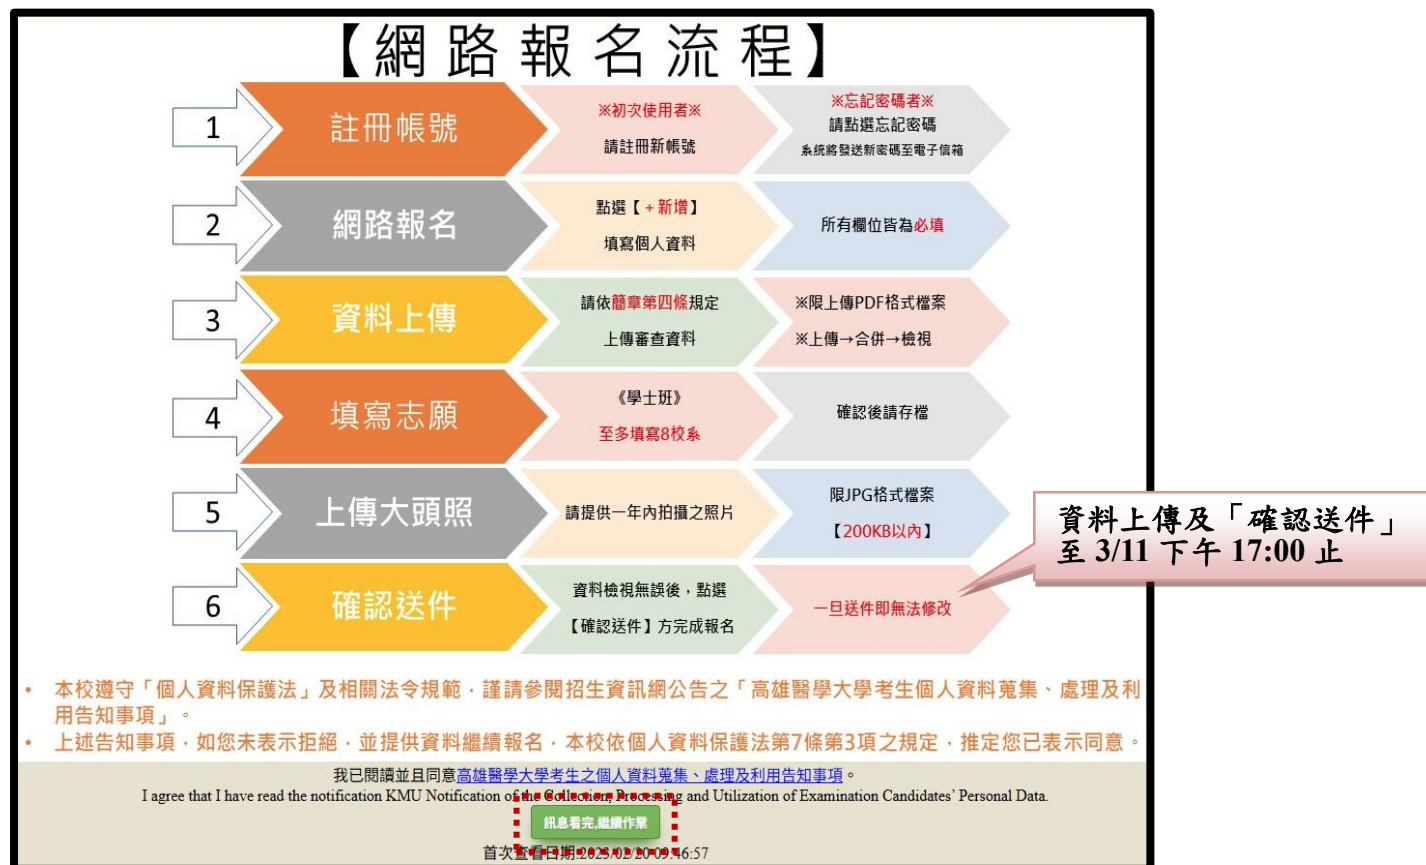 【網路報名流程】
1
註冊帳號
※初次使用者※
請註冊新帳號
※忘記密碼者※
請點選忘記密碼
系統將發送新密碼至電子信箱
2
網路報名
點選【+新增】
填寫個人資料
所有欄位皆為必填
3
資料上傳
請依簡章第四條規定
上傳審查資料
※限上傳PDF格式檔案
※上傳→合併→檢視
4
填寫志願
《學士班》
至多填寫8校系
確認後請存檔
5
上傳大頭照
請提供一年內拍攝之照片
限JPG格式檔案
【200KB以內】
6
確認送件
資料檢視無誤後,點選
【確認送件】方完成報名
一旦送件即無法修改
資料上傳及「確認送件」
至 3/11 下午 17:00 止
• 本校遵守「個人資料保護法」及相關法令規範,謹請參閱招生資訊網公告之「高雄醫學大學考生個人資料蒐集、處理及利
用告知事項」。
• 上述告知事項,如您未表示拒絕,並提供資料繼續報名,本校依個人資料保護法第7條第3項之規定,推定您已表示同意。
我已閱讀並且同意高雄醫學大學考生之個人資料蒐集、處理及利用告知事項。
I agree that I have read the notification KMU Notification of the Collection, Processing and Utilization of Examination Candidates' Personal Data.
訊息看完,繼續作業
首次查看日期:2023/02/20 09:46:57